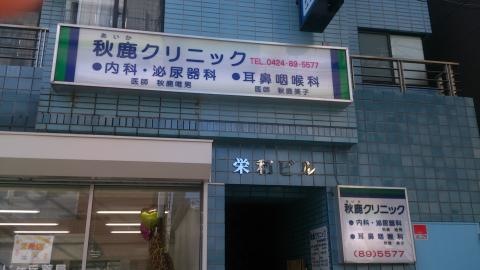 あいか
秋鹿クリニック TEL.0424-89-5577
●内科・泌尿器科 ●耳鼻咽喉科
医師 秋鹿唯男 医師 秋鹿美子
栄和ビル
秋鹿クリニック
●内科・泌尿器科
●耳鼻咽喉科
(89)5577